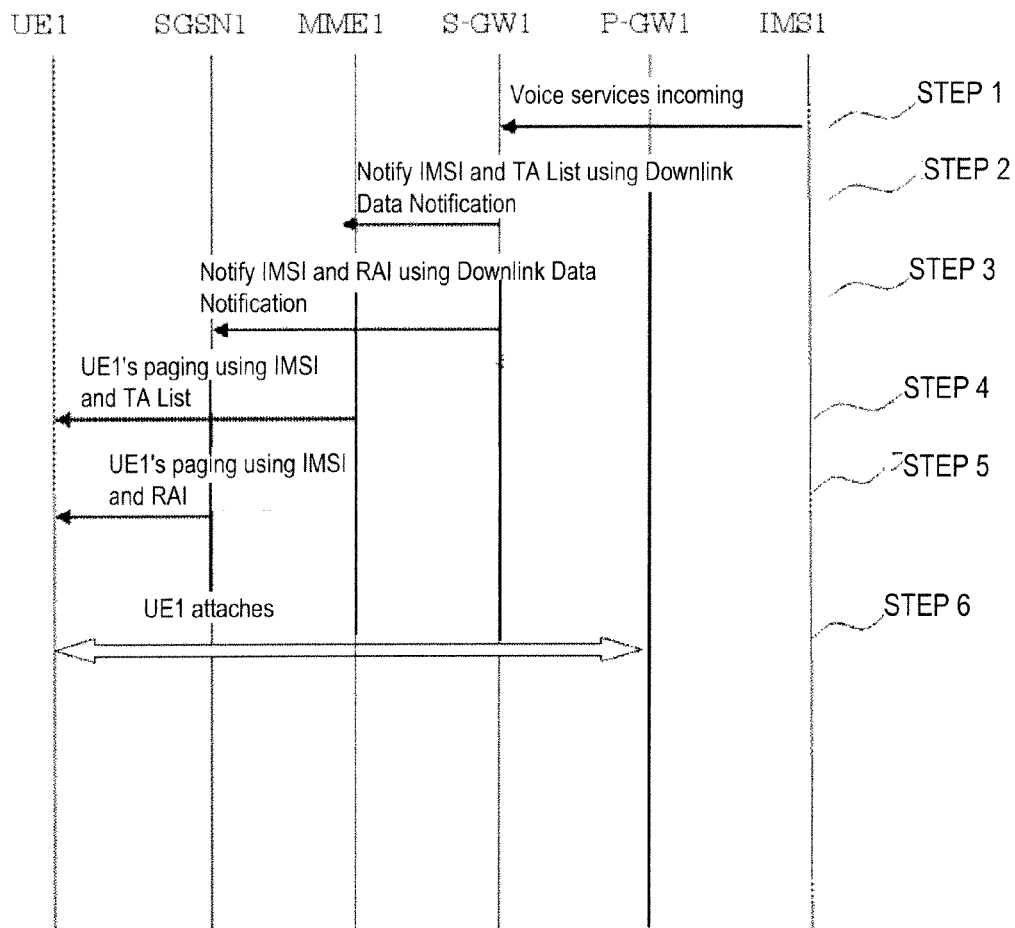 UE1 SGSN1 MME1 S-GW1 P-GW1 IMS1
Voice services incoming
STEP 1
Notify IMSI and TA List using Downlink
Data Notification
STEP 2
Notify IMSI and RAI using Downlink Data
Notification
STEP 3
UE1's paging using IMSI
and TA List
STEP 4
UE1's paging using IMSI
and RAI
STEP 5
UE1 attaches
STEP 6